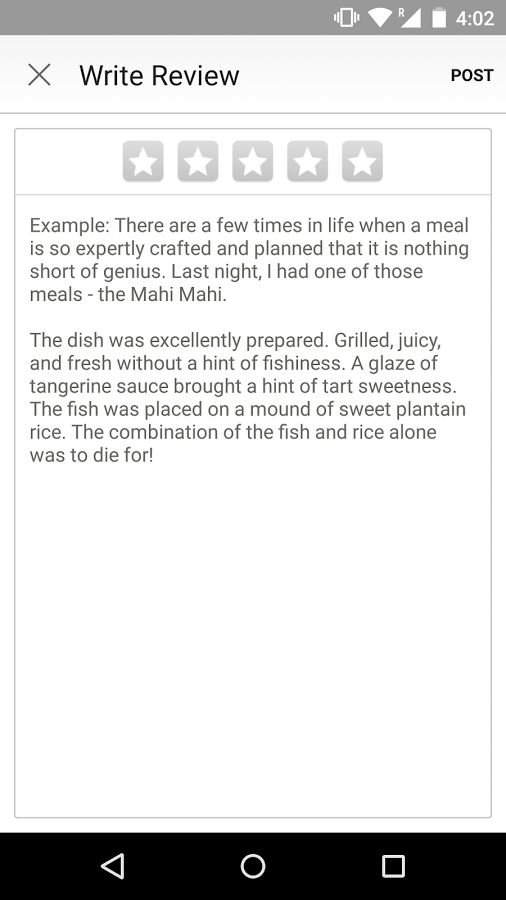 R 4:02
Write Review
POST
Example: There are a few times in life when a meal
is so expertly crafted and planned that it is nothing
short of genius. Last night, I had one of those
meals - the Mahi Mahi.
The dish was excellently prepared. Grilled, juicy,
and fresh without a hint of fishiness. A glaze of
tangerine sauce brought a hint of tart sweetness.
The fish was placed on a mound of sweet plantain
rice. The combination of the fish and rice alone
was to die for!